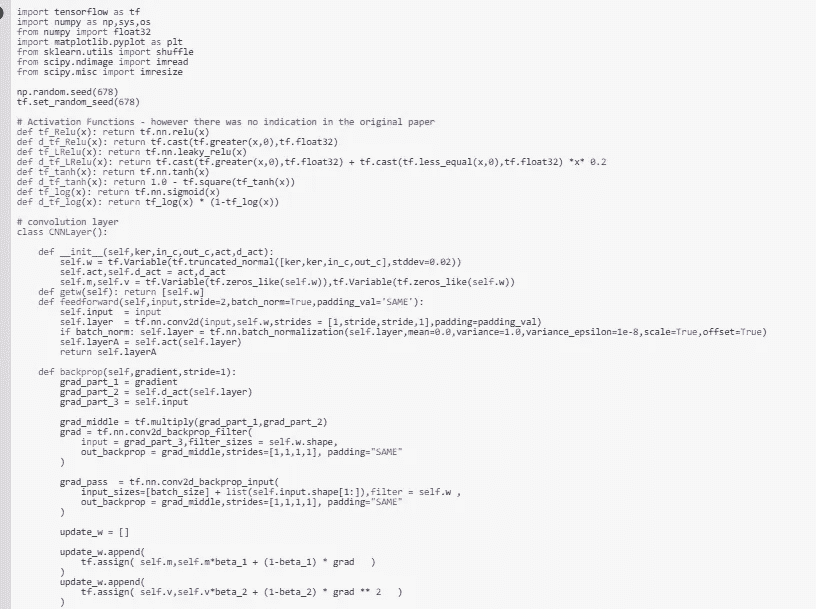 import tensorflow as tf
import numpy as np,sys,os
from numpy import float32
import matplotlib.pyplot as plt
from sklearn.utils import shuffle
from scipy.ndimage import imread
from scipy.misc import imresize
np.random.seed(678)
tf.set_random_seed(678)
# Activation Functions - however there was no indication in the original paper
def tf_Relu(x): return tf.nn.relu(x)
def d_tf_Relu(x): return tf.cast(tf.greater(x,0),tf.float32)
def tf_LRelu(x): return tf.nn.leaky_relu(x)
def d_tf_LRelu(x): return tf.cast(tf.greater(x,0),tf.float32) + tf.cast(tf.less_equal(x,0),tf.float32) *x* 0.2
def tf_tanh(x): return tf.nn.tanh(x)
def d_tf_tanh(x): return 1.0 - tf.square(tf_tanh(x))
def tf_log(x): return tf.nn.sigmoid(x)
def d_tf_log(x): return tf_log(x) * (1-tf_log(x))
# convolution layer
class CNNLayer():
def __init__(self,ker,in_c,out_c,act,d_act):
self.w = tf.Variable(tf.truncated_normal([ker,ker,in_c,out_c],stddev=0.02))
self.act,self.d_act = act,d_act
self.m,self.v = tf.Variable(tf.zeros_like(self.w)),tf.Variable(tf.zeros_like(self.w))
def getw(self): return [self.w]
def feedforward(self,input,stride=2,batch_norm=True,padding_val='SAME'):
self.input  = input
self.layer  = tf.nn.conv2d(input,self.w,strides = [1,stride,stride,1],padding=padding_val)
if batch_norm: self.layer = tf.nn.batch_normalization(self.layer,mean=0.0,variance=1.0,variance_epsilon=1e-8,scale=True,offset=True)
self.layerA = self.act(self.layer)
return self.layerA
def backprop(self,gradient,stride=1):
grad_part_1 = gradient
grad_part_2 = self.d_act(self.layer)
grad_part_3 = self.input
grad_middle = tf.multiply(grad_part_1,grad_part_2)
grad = tf.nn.conv2d_backprop_filter(
input = grad_part_3,filter_sizes = self.w.shape,
out_backprop = grad_middle,strides=[1,1,1,1], padding="SAME"
)
grad_pass  = tf.nn.conv2d_backprop_input(
input_sizes=[batch_size] + list(self.input.shape[1:]),filter = self.w ,
out_backprop = grad_middle,strides=[1,1,1,1], padding="SAME"
)
update_w = []
update_w.append(
tf.assign( self.m,self.m*beta_1 + (1-beta_1) * grad   )
)
update_w.append(
tf.assign( self.v,self.v*beta_2 + (1-beta_2) * grad ** 2   )
)